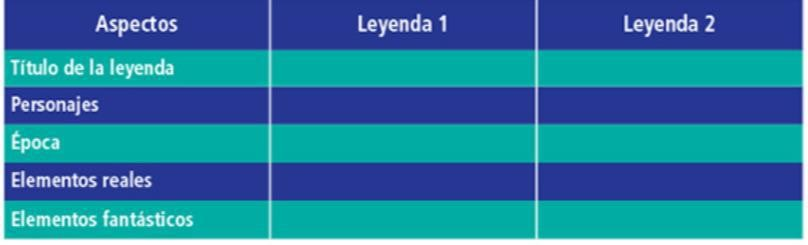 Aspectos Leyenda 1 Leyenda 2
Título de la leyenda
Personajes
Época
Elementos reales
Elementos fantásticos